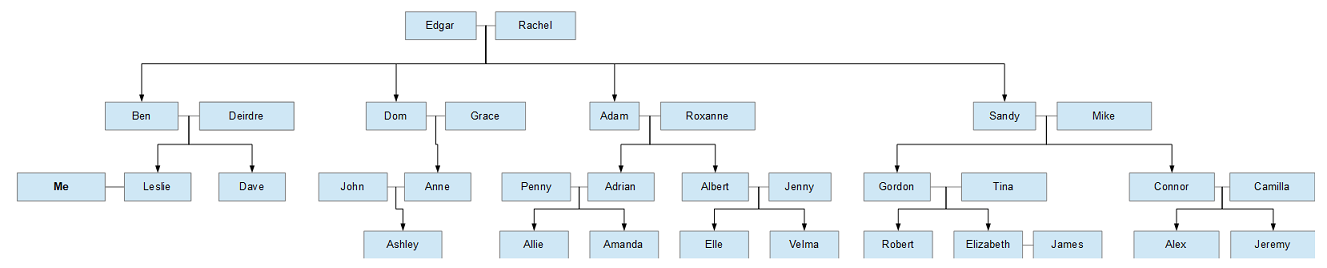 Edgar
Rachel
Ben
Deirdre
Dom
Grace
Adam
Roxanne
Sandy
Mike
Me
Leslie
Dave
John
Anne
Penny
Adrian
Albert
Jenny
Gordon
Tina
Connor
Camilla
Ashley
Allie
Amanda
Elle
Velma
Robert
Elizabeth
James
Alex
Jeremy